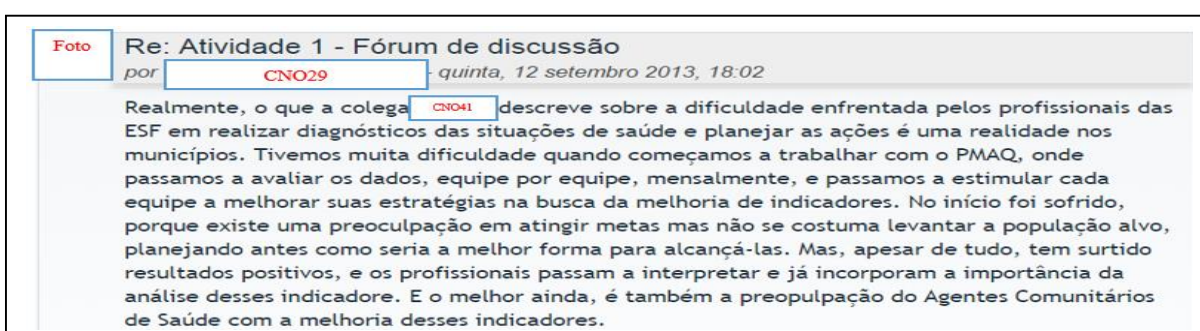 Foto
Re: Atividade 1 - Fórum de discussão
por CNO29 - quinta, 12 setembro 2013, 18:02
Realmente, o que a colega CNO41 descreve sobre a dificuldade enfrentada pelos profissionais das
ESF em realizar diagnósticos das situações de saúde e planejar as ações é uma realidade nos
municípios. Tivemos muita dificuldade quando começamos a trabalhar com o PMAQ, onde
passamos a avaliar os dados, equipe por equipe, mensalmente, e passamos a estimular cada
equipe a melhorar suas estratégias na busca da melhoria de indicadores. No início foi sofrido,
porque existe uma preocupação em atingir metas mas não se costuma levantar a população alvo,
planejando antes como seria a melhor forma para alcançá-las. Mas, apesar de tudo, tem surtido
resultados positivos, e os profissionais passam a interpretar e já incorporam a importância da
análise desses indicadore. E o melhor ainda, é também a preopulpação do Agentes Comunitários
de Saúde com a melhoria desses indicadores.